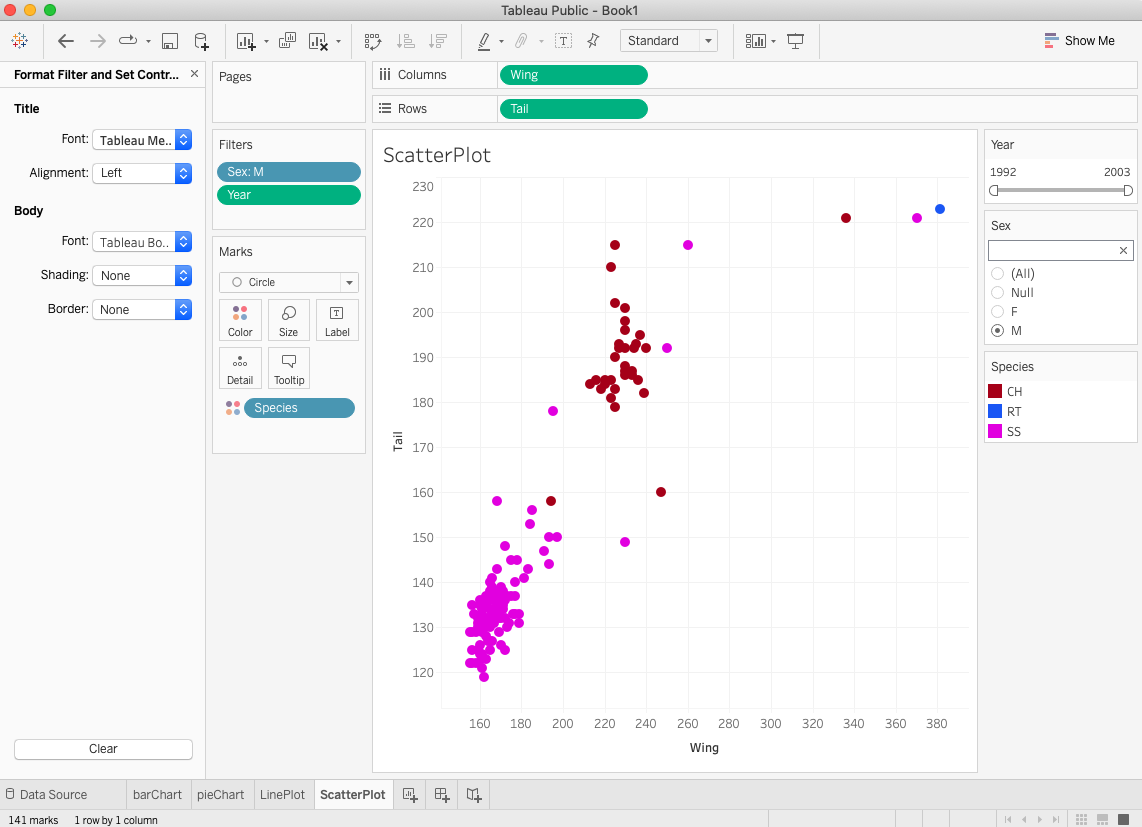 Tableau Public - Book1
Standard
Show Me
Format Filter and Set Contr...
Title
Font: Tableau Me..
Alignment: Left
Body
Font: Tableau Bo..
Shading: None
Border: None
Clear
Pages
Filters
Sex: M
Year
Marks
Circle
Color Size Label
Detail Tooltip
Species
Columns Wing
Rows Tail
ScatterPlot
230
220
210
200
190
180
170
160
150
140
130
120
Tail
160 180 200 220 240 260 280 300 320 340 360 380
Wing
Year
1992 2003
Sex
(All)
Null
F
M
Species
CH
RT
SS
Data Source barChart pieChart LinePlot ScatterPlot
141 marks 1 row by 1 column